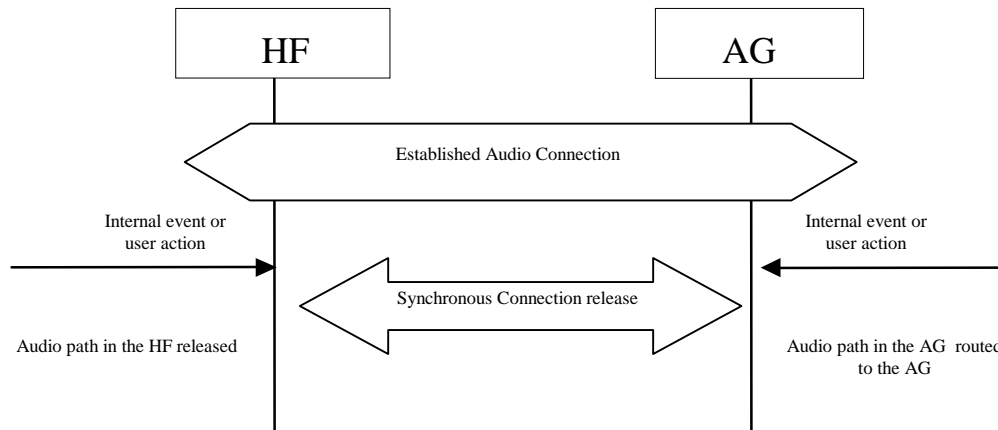 HF
AG
Established Audio Connection
Internal event or
user action
Internal event or
user action
Synchronous Connection release
Audio path in the HF released
Audio path in the AG routed
to the AG